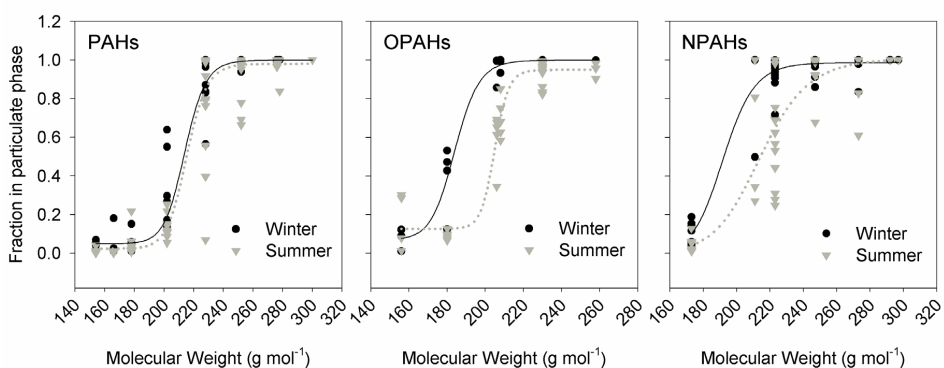 Fraction in particulate phase
1.2
1.0
0.8
0.6
0.4
0.2
0.0
PAHs
Winter
Summer
140 160 180 200 220 240 260 280 300 320
Molecular Weight (g mol⁻¹)
OPAHs
Winter
Summer
140 160 180 200 220 240 260 280
Molecular Weight (g mol⁻¹)
NPAHs
Winter
Summer
160 180 200 220 240 260 280 300 320
Molecular Weight (g mol⁻¹)